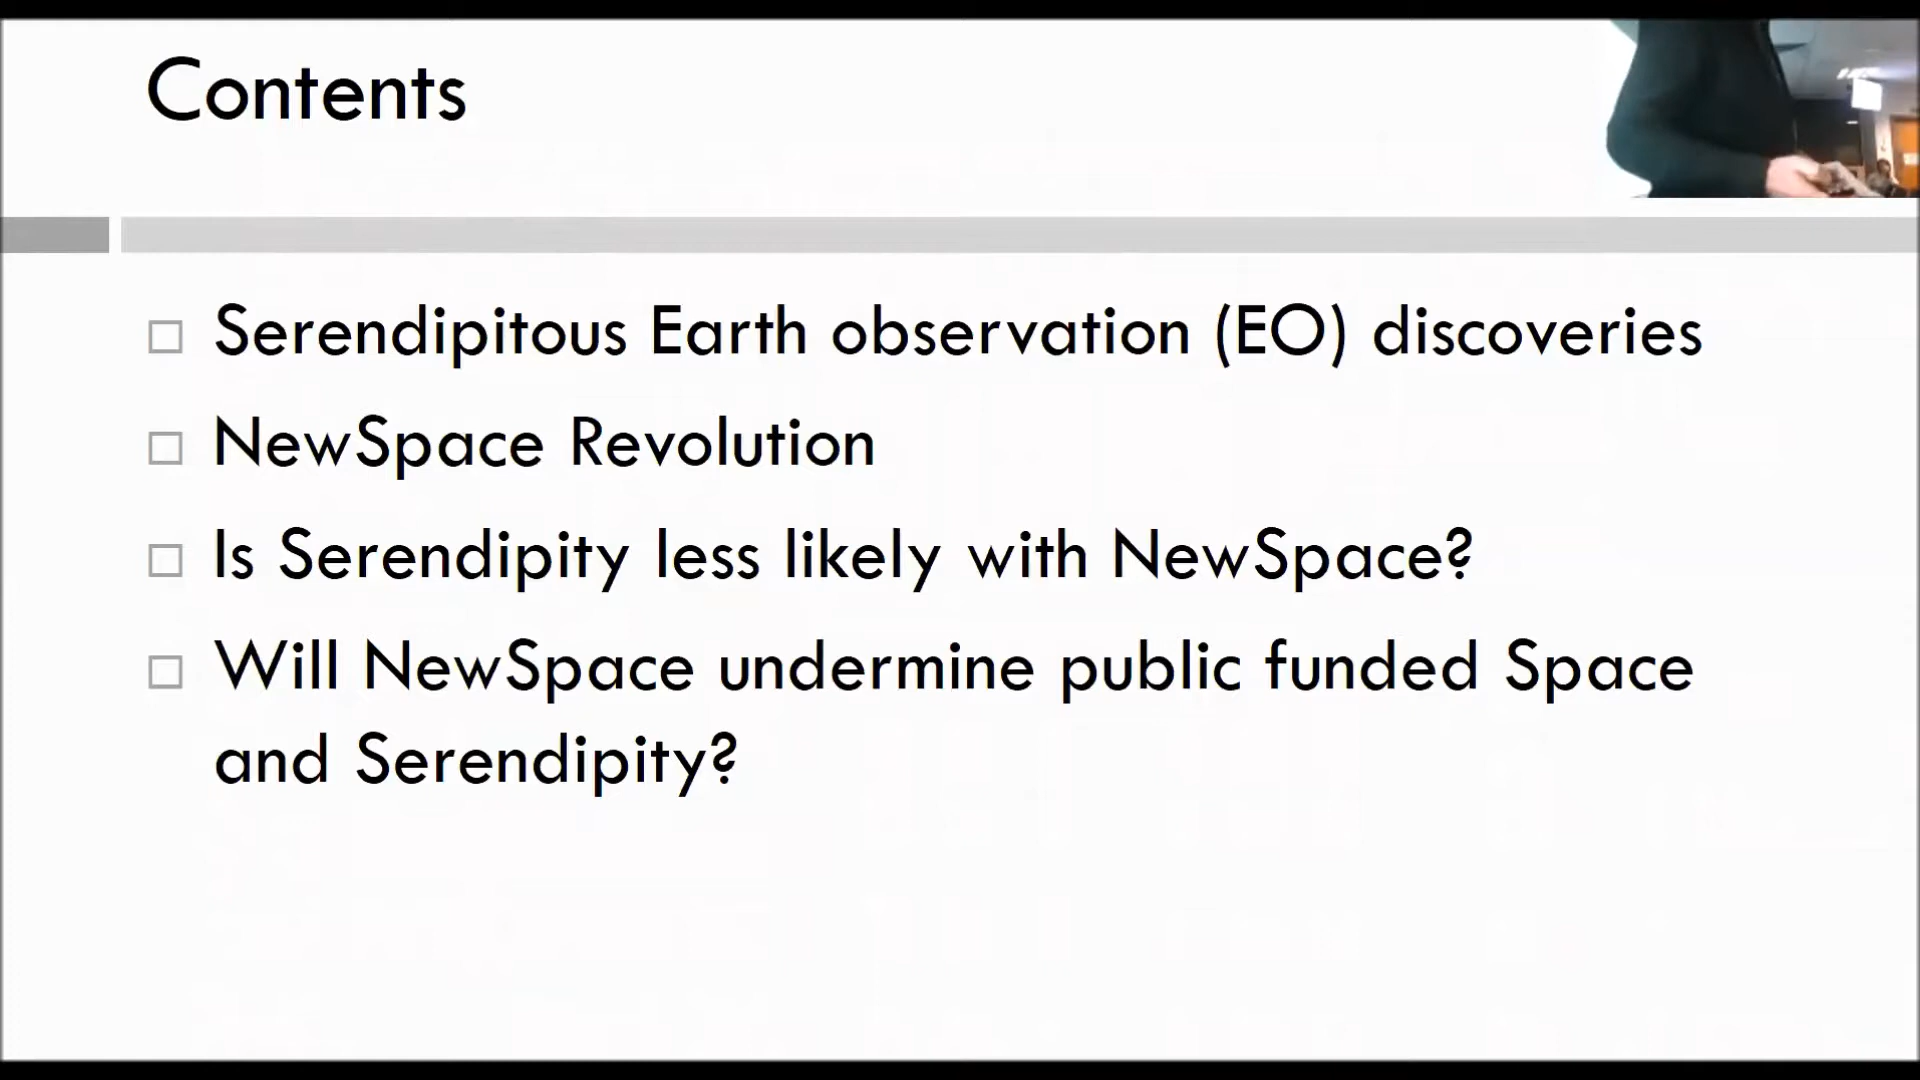 Contents
Serendipitous Earth observation (EO) discoveries
NewSpace Revolution
Is Serendipity less likely with NewSpace?
Will NewSpace undermine public funded Space
and Serendipity?